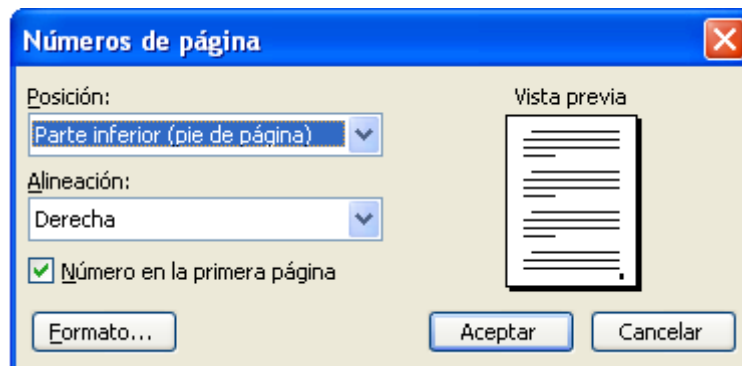 Números de página
Posición:
Vista previa
Parte inferior (pie de página)
Alineación:
Derecha
Número en la primera página
Formato...
Aceptar
Cancelar